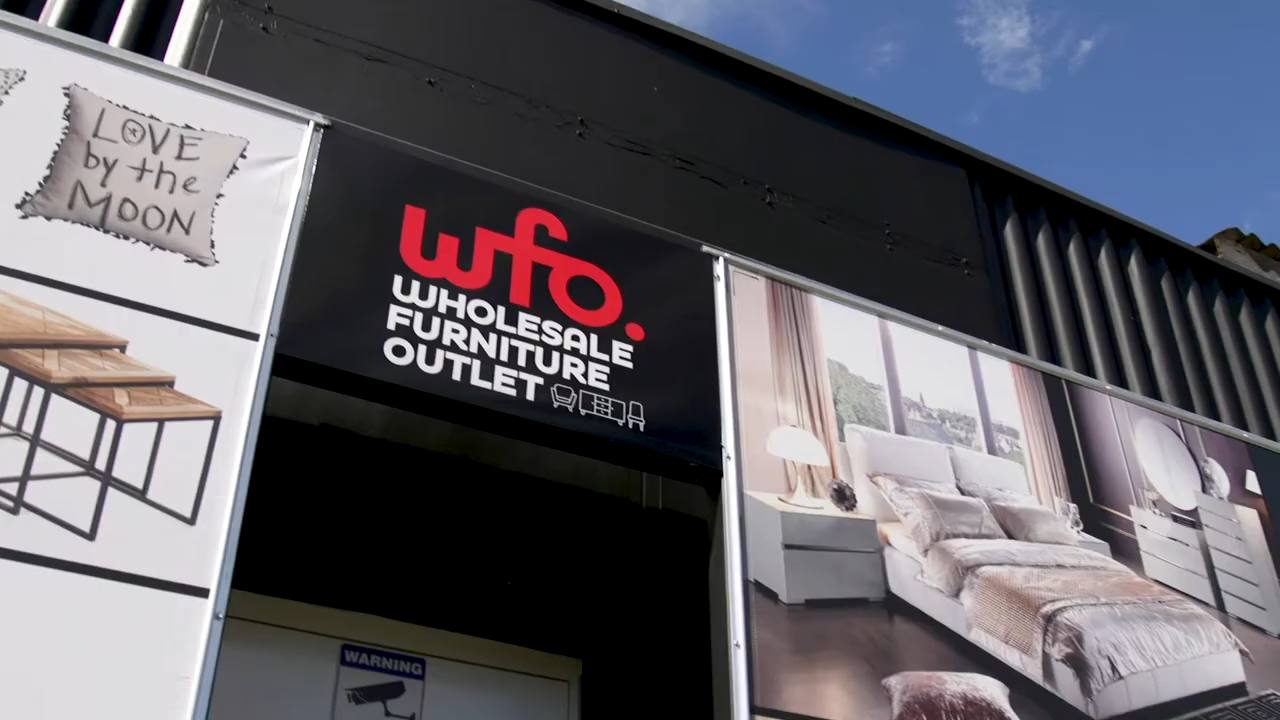 LOVE
by the
MOON
wfo.
WHOLESALE
FURNITURE
OUTLET
WARNING